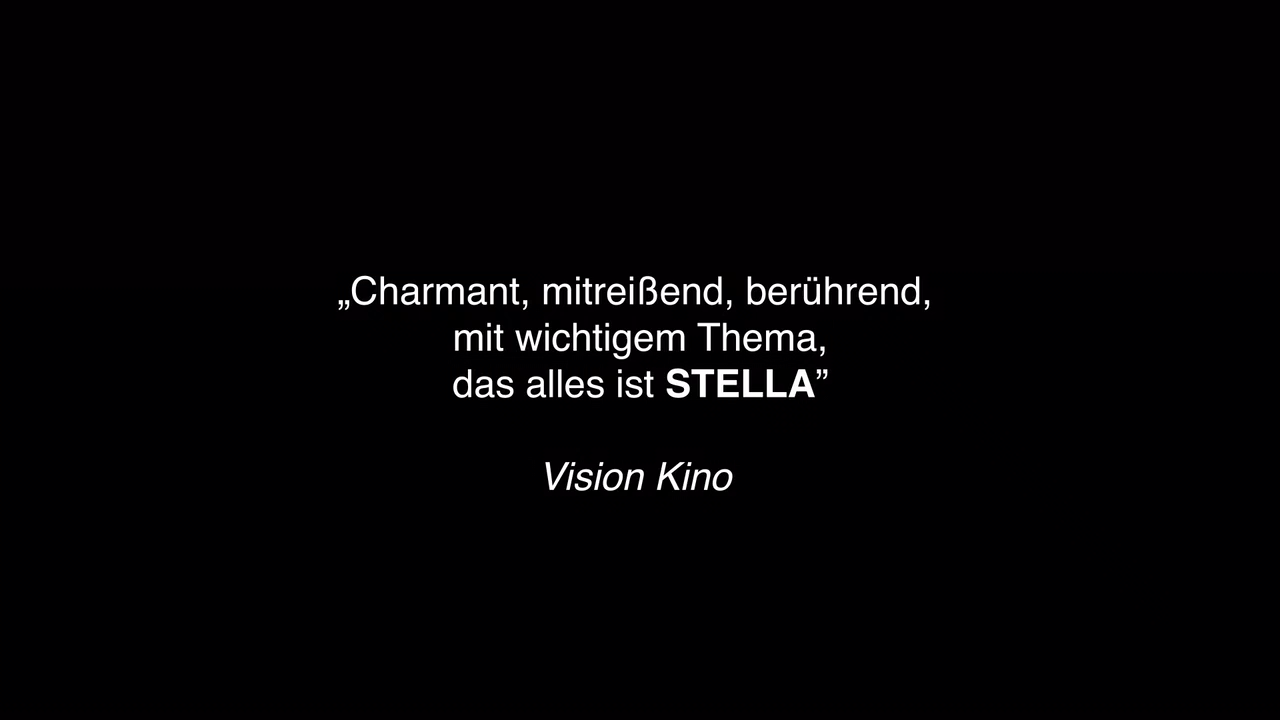 „Charmant, mitreißend, berührend,
mit wichtigem Thema,
das alles ist STELLA”
Vision Kino